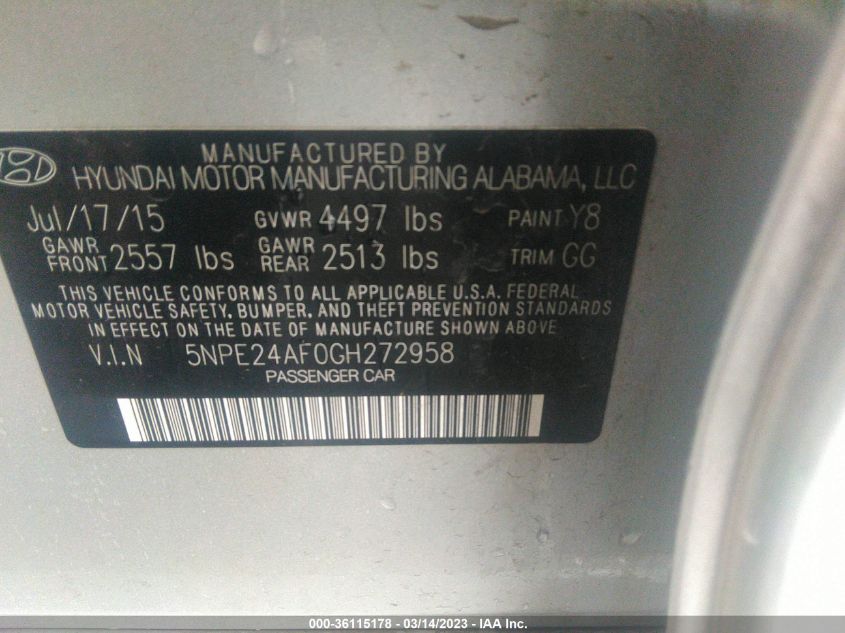 MANUFACTURED BY
HYUNDAI MOTOR MANUFACTURING ALABAMA, LLC
Jul/17/15 GVWR 4497 lbs PAINT Y8
GAWR FRONT 2557 lbs GAWR REAR 2513 lbs TRIM GG
THIS VEHICLE CONFORMS TO ALL APPLICABLE U.S.A. FEDERAL
MOTOR VEHICLE SAFETY, BUMPER, AND THEFT PREVENTION STANDARDS
IN EFFECT ON THE DATE OF MANUFACTURE SHOWN ABOVE
V.I.N 5NPE24AF0GH272958
PASSENGER CAR
000-36115178 - 03/14/2023 - IAA Inc.